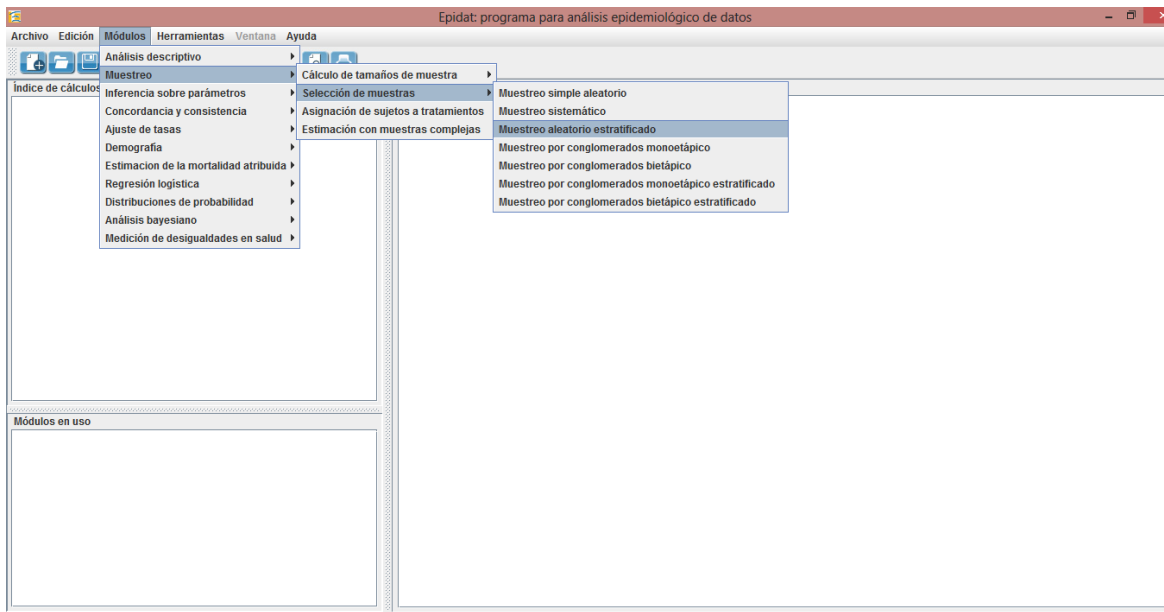 Epidat: programa para análisis epidemiológico de datos
Archivo Edición Módulos Herramientas Ventana Ayuda
Índice de cálculos
Análisis descriptivo
Muestreo
Inferencia sobre parámetros
Concordancia y consistencia
Ajuste de tasas
Demografía
Estimacion de la mortalidad atribuida
Regresión logística
Distribuciones de probabilidad
Análisis bayesiano
Medición de desigualdades en salud
Cálculo de tamaños de muestra
Selección de muestras
Asignación de sujetos a tratamientos
Estimación con muestras complejas
Muestreo simple aleatorio
Muestreo sistemático
Muestreo aleatorio estratificado
Muestreo por conglomerados monoetápico
Muestreo por conglomerados bietápico
Muestreo por conglomerados monoetápico estratificado
Muestreo por conglomerados bietápico estratificado
Módulos en uso